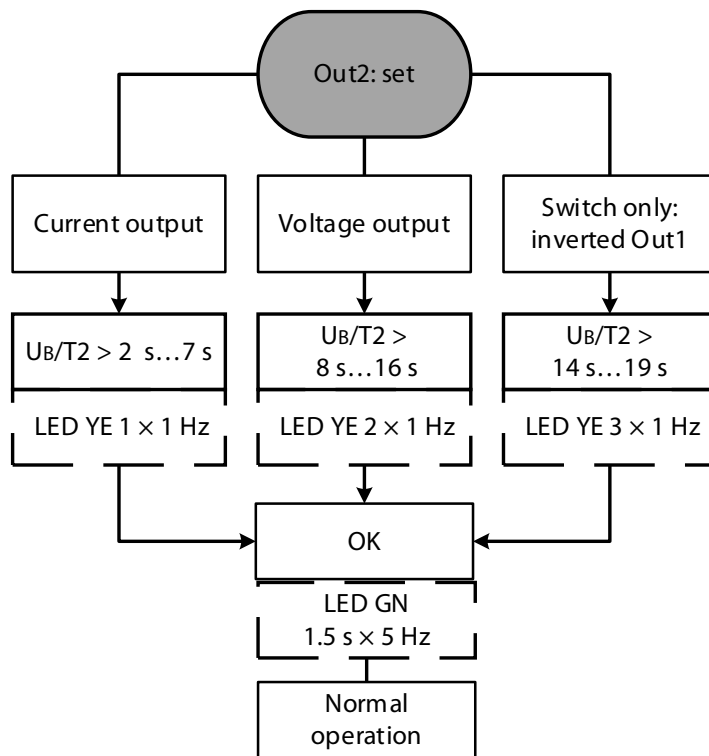 Out2: set
Current output
Voltage output
Switch only:
inverted Out1
UB/T2 > 2 s…7 s
UB/T2 >
8 s…16 s
UB/T2 >
14 s…19 s
LED YE 1 × 1 Hz
LED YE 2 × 1 Hz
LED YE 3 × 1 Hz
OK
LED GN
1.5 s × 5 Hz
Normal
operation